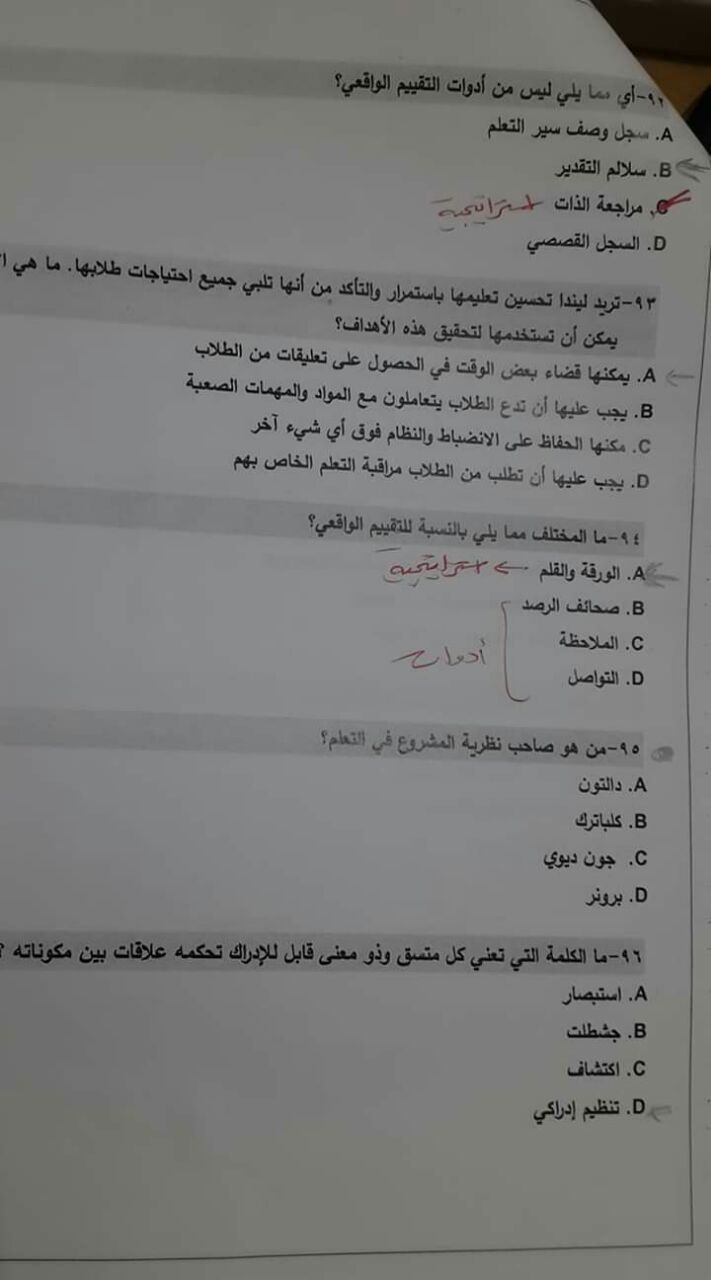 ٩٢-أي مما يلي ليس من أدوات التقييم الواقعي؟
A. سجل وصف سير التعلم
B. سلالم التقدير
C. مراجعة الذات استراتيجية
D. السجل القصصي
٩٣-تريد ليندا تحسين تعليمها باستمرار والتأكد من أنها تلبي جميع احتياجات طلابها. ما هي
يمكن أن تستخدمها لتحقيق هذه الأهداف؟
A. يمكنها قضاء بعض الوقت في الحصول على تعليقات من الطلاب
B. يجب عليها أن تدع الطلاب يتعاملون مع المواد والمهمات الصعبة
C. مكنها الحفاظ على الانضباط والنظام فوق أي شيء آخر
D. يجب عليها أن تطلب من الطلاب مراقبة التعلم الخاص بهم
٩٤-ما المختلف مما يلي بالنسبة للتقييم الواقعي؟
A. الورقة والقلم ← استراتيجية
B. صحائف الرصد
C. الملاحظة أدوات
D. التواصل
٩٥-من هو صاحب نظرية المشروع في التعلم؟
A. دالتون
B. كلباترك
C. جون ديوي
D. برونر
٩٦-ما الكلمة التي تعني كل متسق وذو معنى قابل للإدراك تحكمه علاقات بين مكوناته ؟
A. استبصار
B. جشطلت
C. اكتشاف
D. تنظيم إدراكي